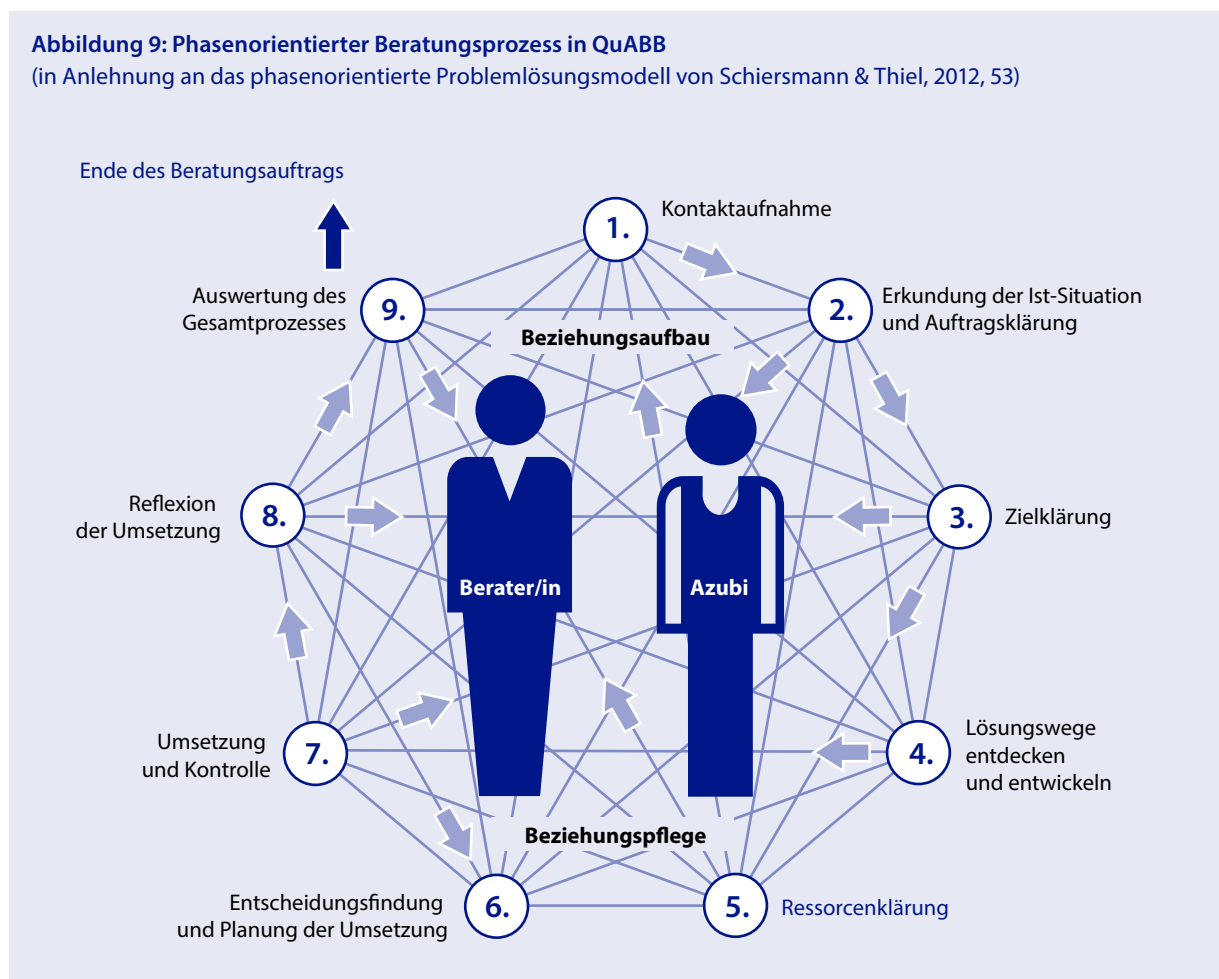 Abbildung 9: Phasenorientierter Beratungsprozess in QuABB
(in Anlehnung an das phasenorientierte Problemlösungsmodell von Schiersmann & Thiel, 2012, 53)
Ende des Beratungsauftrags
1.
Kontaktaufnahme
Auswertung des
Gesamtprozesses
9.
2.
Erkundung der Ist-Situation
und Auftragsklärung
Beziehungsaufbau
Reflexion
der Umsetzung
8.
3.
Zielklärung
Berater/in
Azubi
Umsetzung
und Kontrolle
7.
4.
Lösungswege
entdecken
und entwickeln
Beziehungspflege
Entscheidungsfindung
und Planung der Umsetzung
6.
5.
Ressorcenklärung